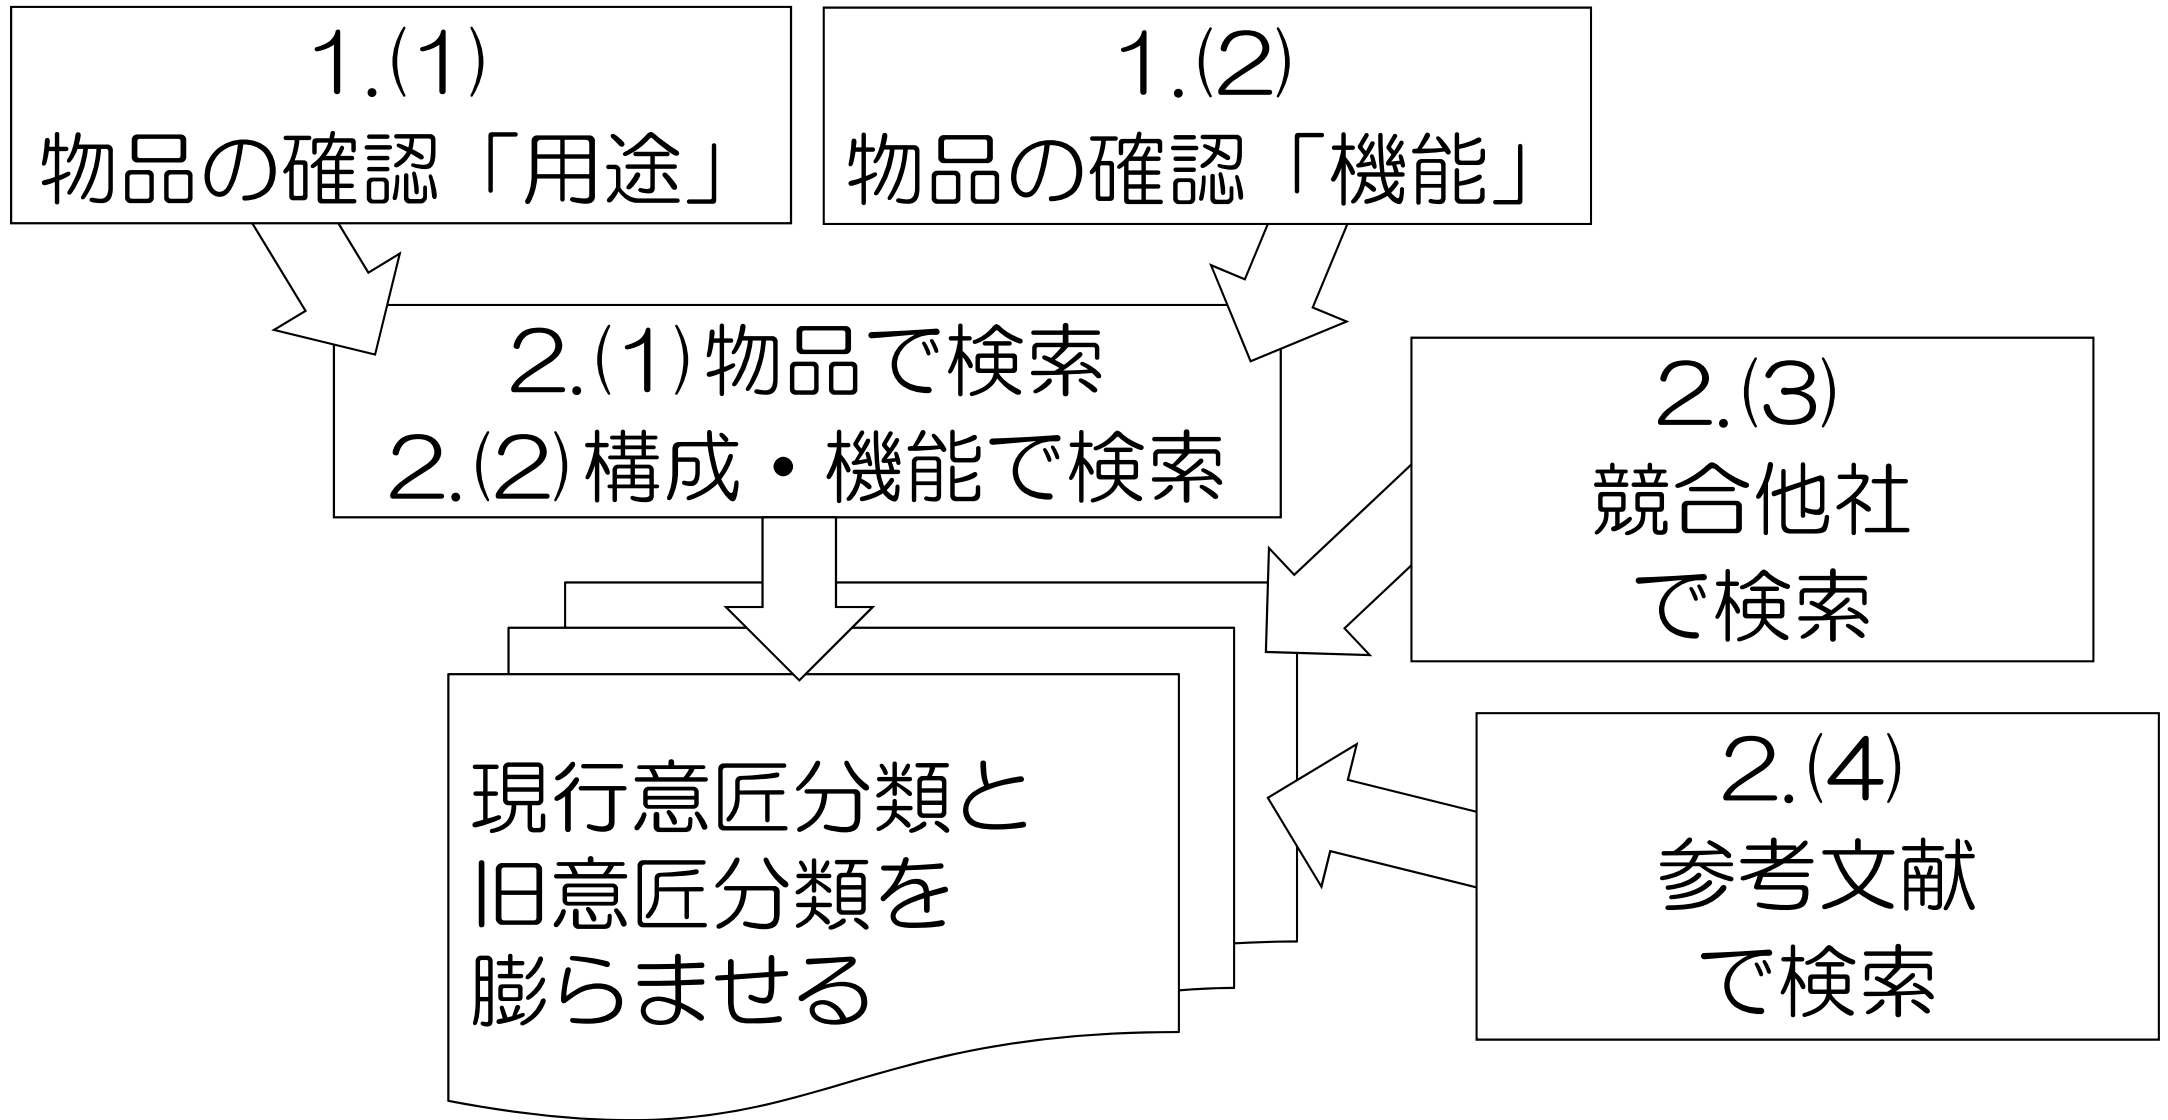 1.(1)
物品の確認「用途」
1.(2)
物品の確認「機能」
2.(1)物品で検索
2.(2)構成・機能で検索
2.(3)
競合他社
で検索
現行意匠分類と
旧意匠分類を
膨らませる
2.(4)
参考文献
で検索